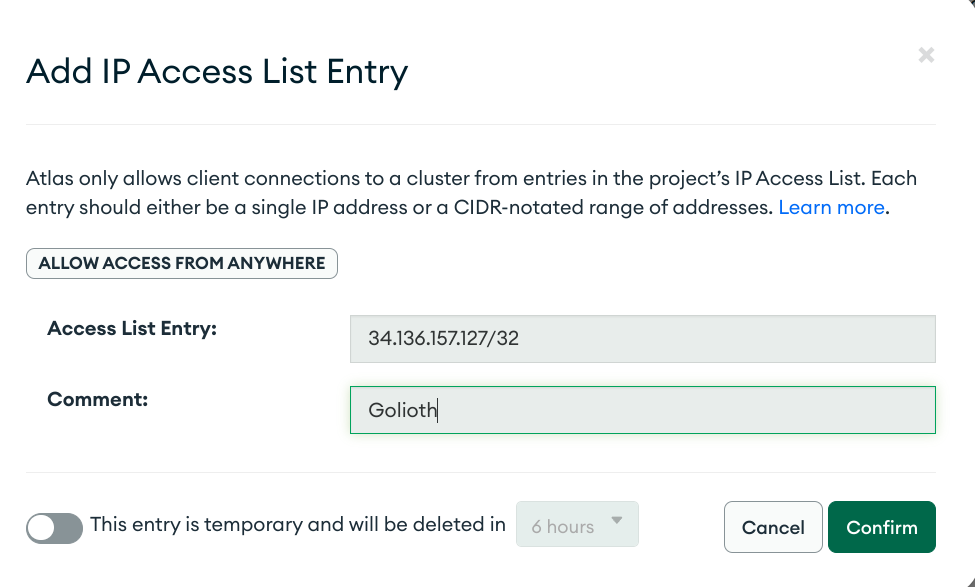 Add IP Access List Entry
Atlas only allows client connections to a cluster from entries in the project’s IP Access List. Each
entry should either be a single IP address or a CIDR-notated range of addresses. Learn more.
ALLOW ACCESS FROM ANYWHERE
Access List Entry: 34.136.157.127/32
Comment: Golioth
This entry is temporary and will be deleted in 6 hours Cancel Confirm